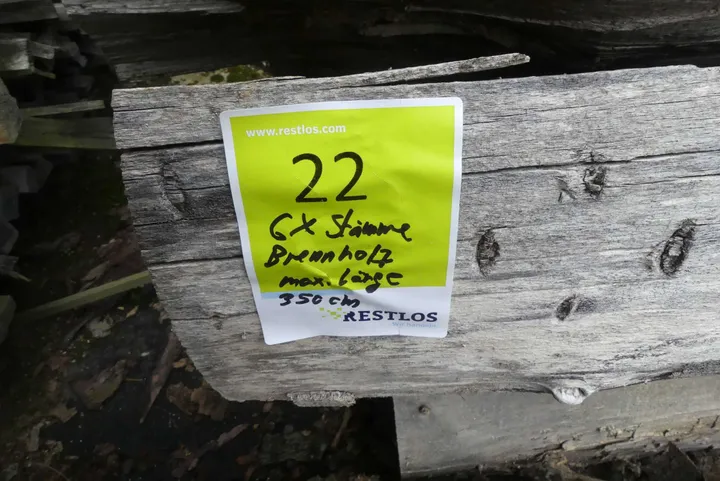 www.restlos.com
22
6x Stämme
Brennholz
max. Länge
350 cm
RESTLOS